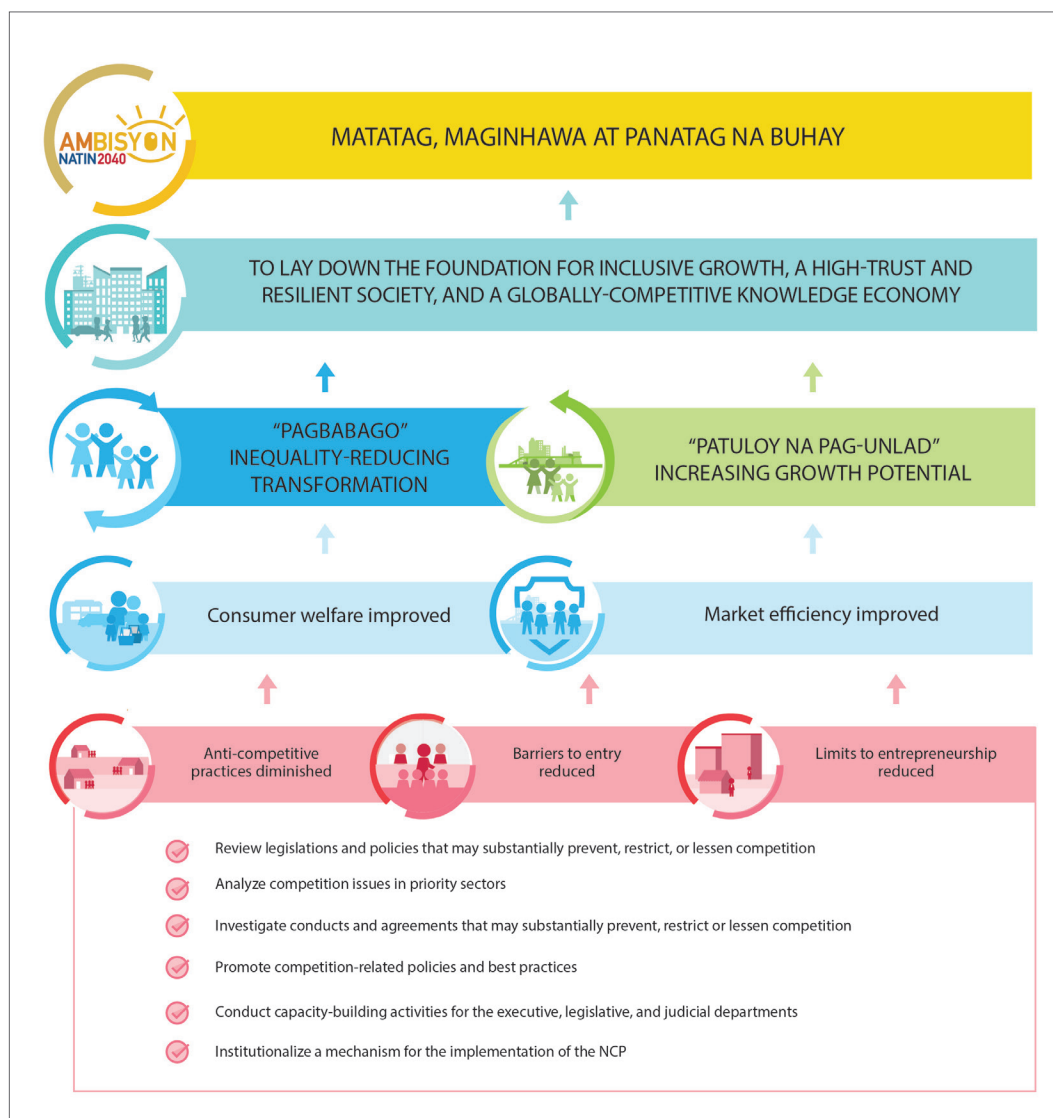 AMBISYON
NATIN2040
MATATAG, MAGINHAWA AT PANATAG NA BUHAY
TO LAY DOWN THE FOUNDATION FOR INCLUSIVE GROWTH, A HIGH-TRUST AND
RESILIENT SOCIETY, AND A GLOBALLY-COMPETITIVE KNOWLEDGE ECONOMY
“PAGBABAGO”
INEQUALITY-REDUCING
TRANSFORMATION
“PATULOY NA PAG-UNLAD”
INCREASING GROWTH POTENTIAL
Consumer welfare improved
Market efficiency improved
Anti-competitive
practices diminished
Barriers to entry
reduced
Limits to entrepreneurship
reduced
Review legislations and policies that may substantially prevent, restrict, or lessen competition
Analyze competition issues in priority sectors
Investigate conducts and agreements that may substantially prevent, restrict or lessen competition
Promote competition-related policies and best practices
Conduct capacity-building activities for the executive, legislative, and judicial departments
Institutionalize a mechanism for the implementation of the NCP